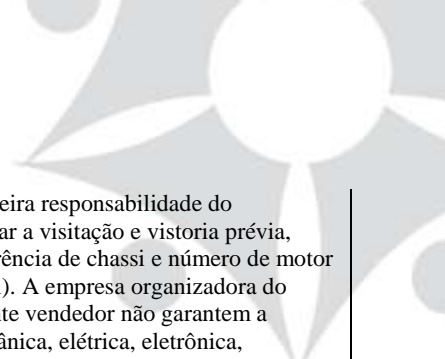 eira responsabilidade do
ar a visitação e vistoria prévia,
rência de chassi e número de motor
). A empresa organizadora do
nte vendedor não garantem a
ânica, elétrica, eletrônica,